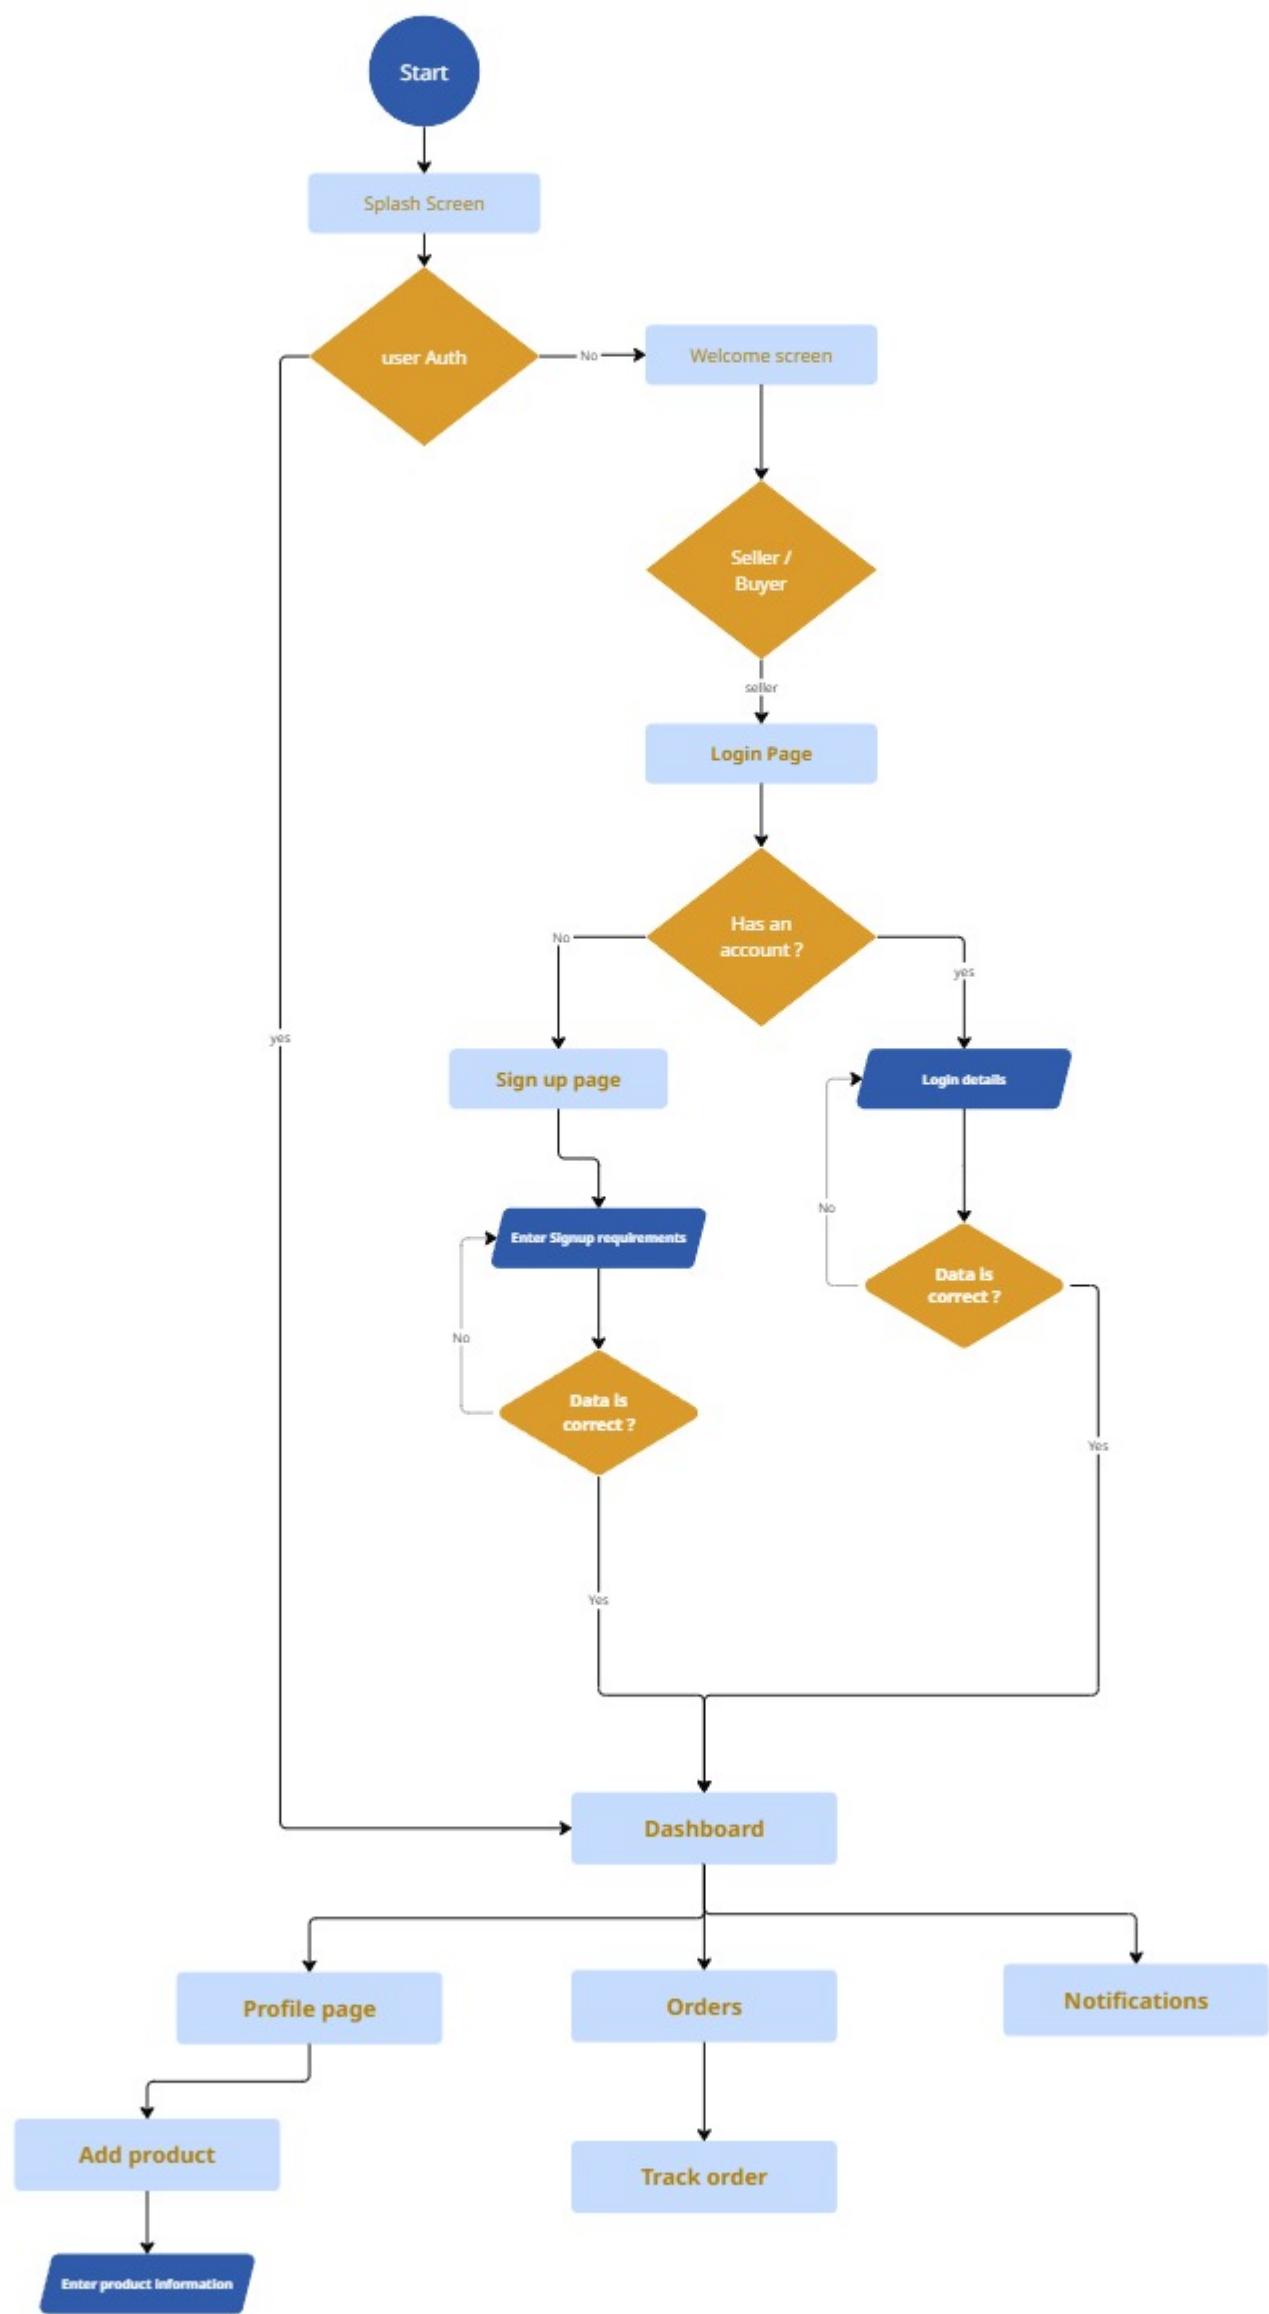 Start
Splash Screen
user Auth
No
Welcome screen
Seller /
Buyer
seller
Login Page
Has an
account ?
No
yes
yes
Sign up page
Login details
No
Enter Signup requirements
Data is
correct ?
No
Data is
correct ?
Yes
Yes
Dashboard
Profile page
Orders
Notifications
Add product
Track order
Enter product information